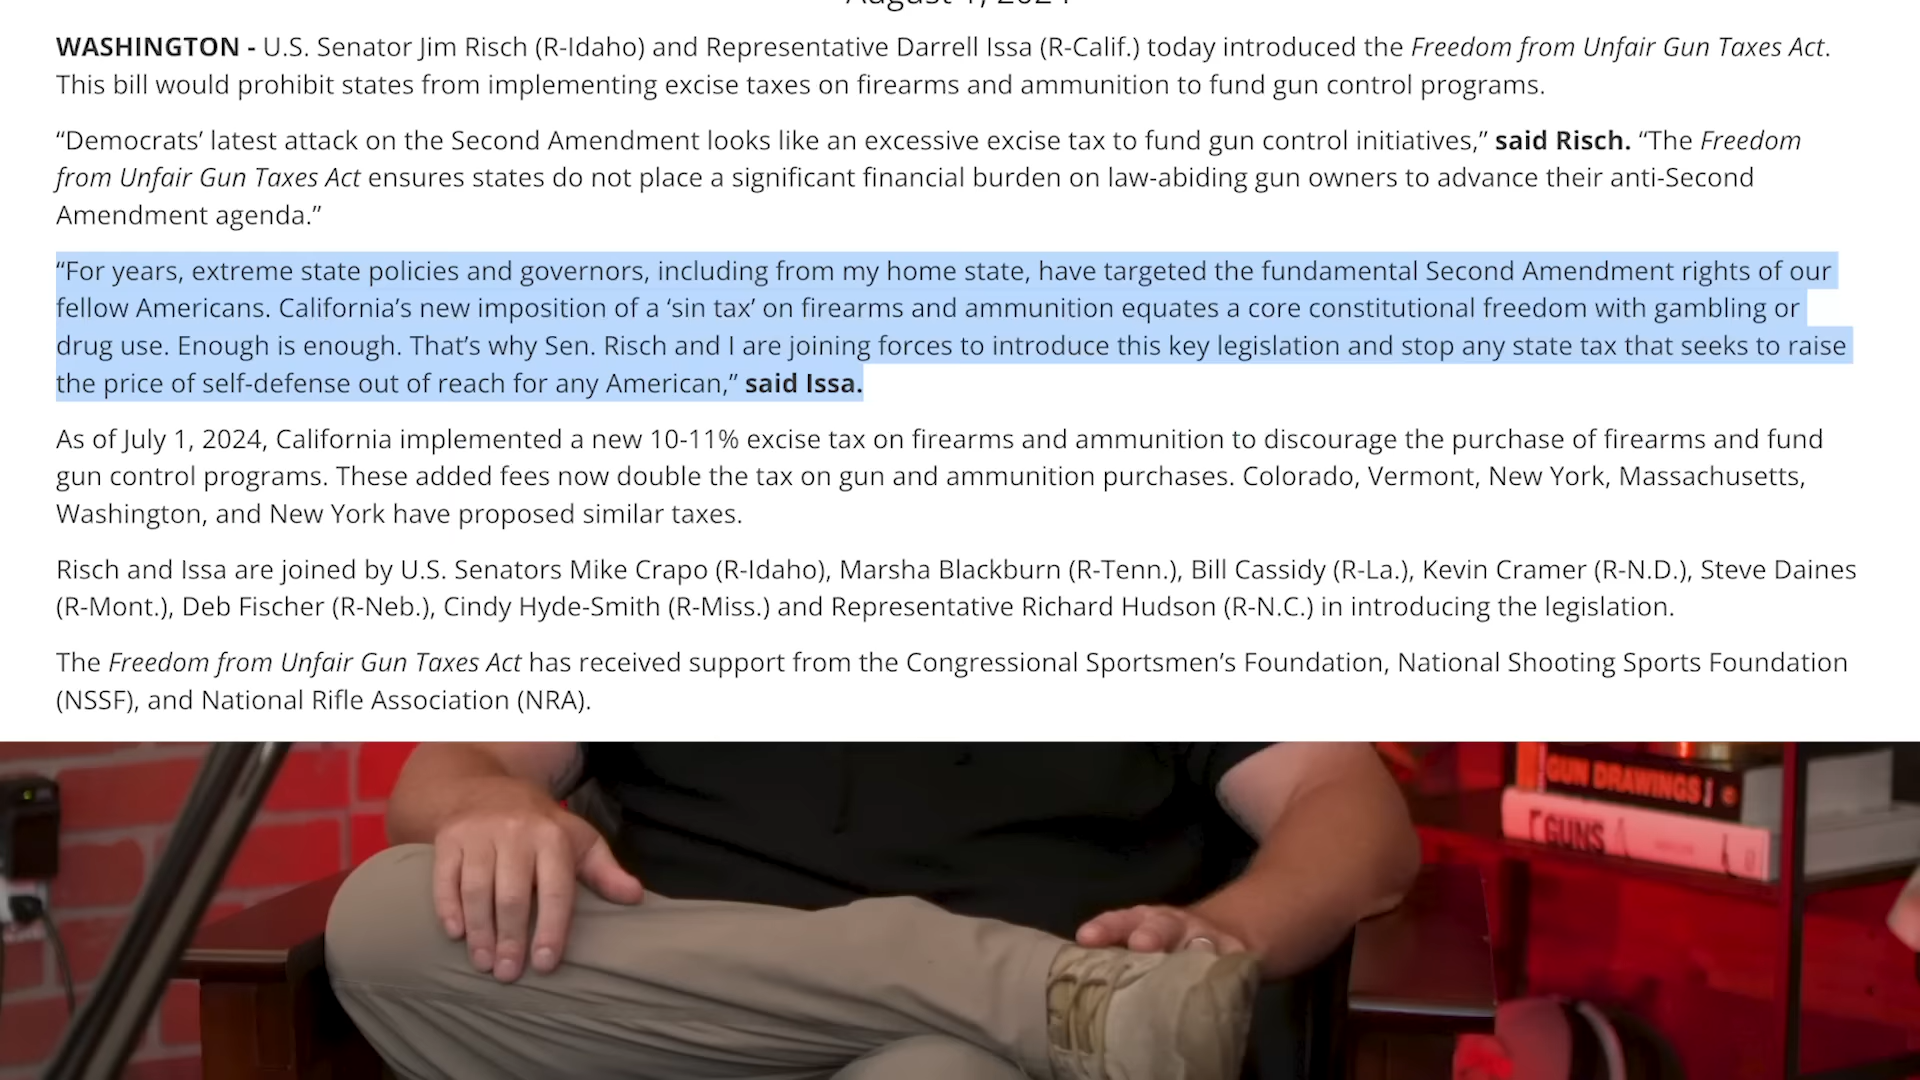 August 1, 2024
WASHINGTON - U.S. Senator Jim Risch (R-Idaho) and Representative Darrell Issa (R-Calif.) today introduced the Freedom from Unfair Gun Taxes Act.
This bill would prohibit states from implementing excise taxes on firearms and ammunition to fund gun control programs.
“Democrats’ latest attack on the Second Amendment looks like an excessive excise tax to fund gun control initiatives,” said Risch. “The Freedom
from Unfair Gun Taxes Act ensures states do not place a significant financial burden on law-abiding gun owners to advance their anti-Second
Amendment agenda.”
“For years, extreme state policies and governors, including from my home state, have targeted the fundamental Second Amendment rights of our
fellow Americans. California’s new imposition of a ‘sin tax’ on firearms and ammunition equates a core constitutional freedom with gambling or
drug use. Enough is enough. That’s why Sen. Risch and I are joining forces to introduce this key legislation and stop any state tax that seeks to raise
the price of self-defense out of reach for any American,” said Issa.
As of July 1, 2024, California implemented a new 10-11% excise tax on firearms and ammunition to discourage the purchase of firearms and fund
gun control programs. These added fees now double the tax on gun and ammunition purchases. Colorado, Vermont, New York, Massachusetts,
Washington, and New York have proposed similar taxes.
Risch and Issa are joined by U.S. Senators Mike Crapo (R-Idaho), Marsha Blackburn (R-Tenn.), Bill Cassidy (R-La.), Kevin Cramer (R-N.D.), Steve Daines
(R-Mont.), Deb Fischer (R-Neb.), Cindy Hyde-Smith (R-Miss.) and Representative Richard Hudson (R-N.C.) in introducing the legislation.
The Freedom from Unfair Gun Taxes Act has received support from the Congressional Sportsmen’s Foundation, National Shooting Sports Foundation
(NSSF), and National Rifle Association (NRA).
GUN DRAWINGS
GUNS